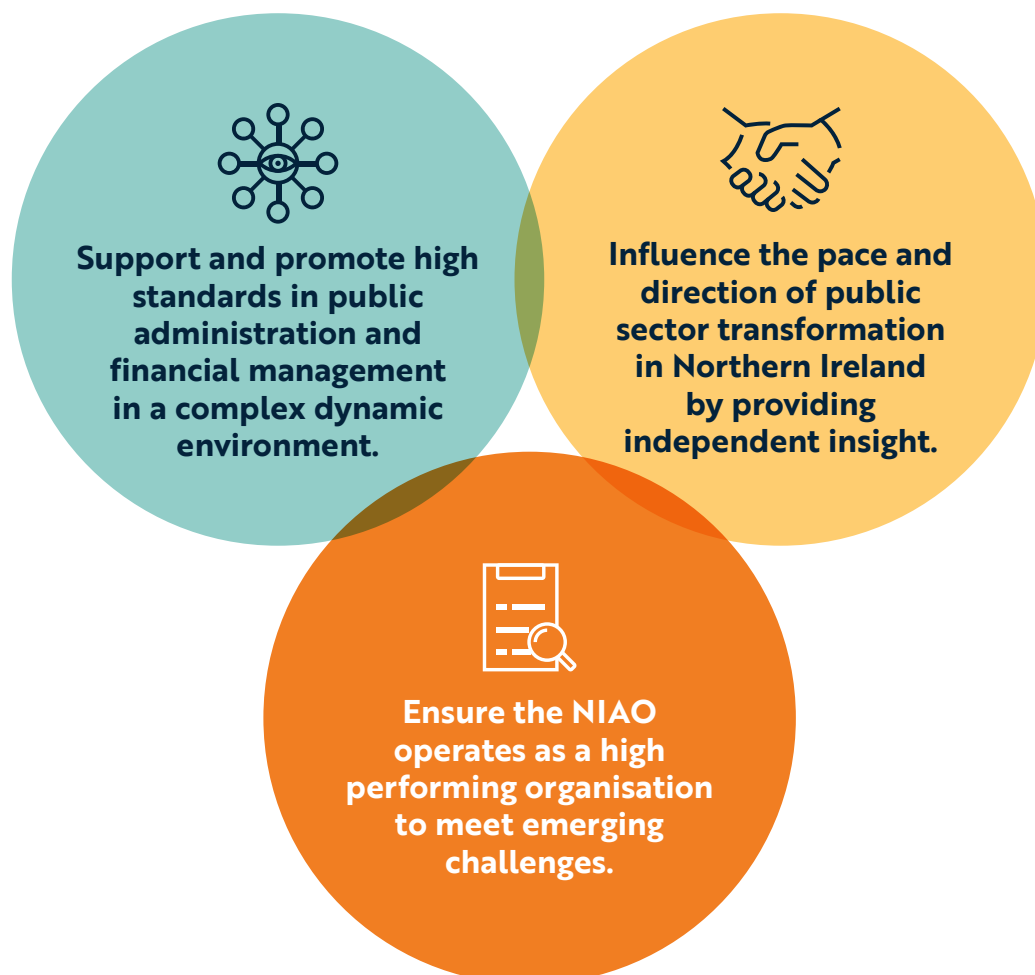 Support and promote high
standards in public
administration and
financial management
in a complex dynamic
environment.
Influence the pace and
direction of public
sector transformation
in Northern Ireland
by providing
independent insight.
Ensure the NIAO
operates as a high
performing organisation
to meet emerging
challenges.